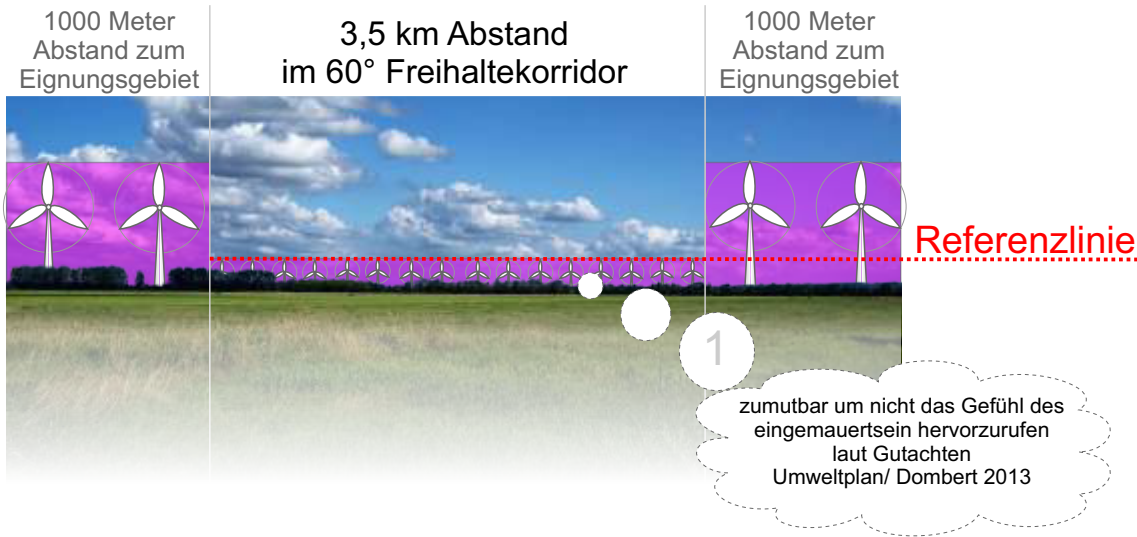 1000 Meter
Abstand zum
Eignungsgebiet
3,5 km Abstand
im 60° Freihaltekorridor
1000 Meter
Abstand zum
Eignungsgebiet
Referenzlinie
1
zumutbar um nicht das Gefühl des
eingemauertsein hervorzurufen
laut Gutachten
Umweltplan/ Dombert 2013